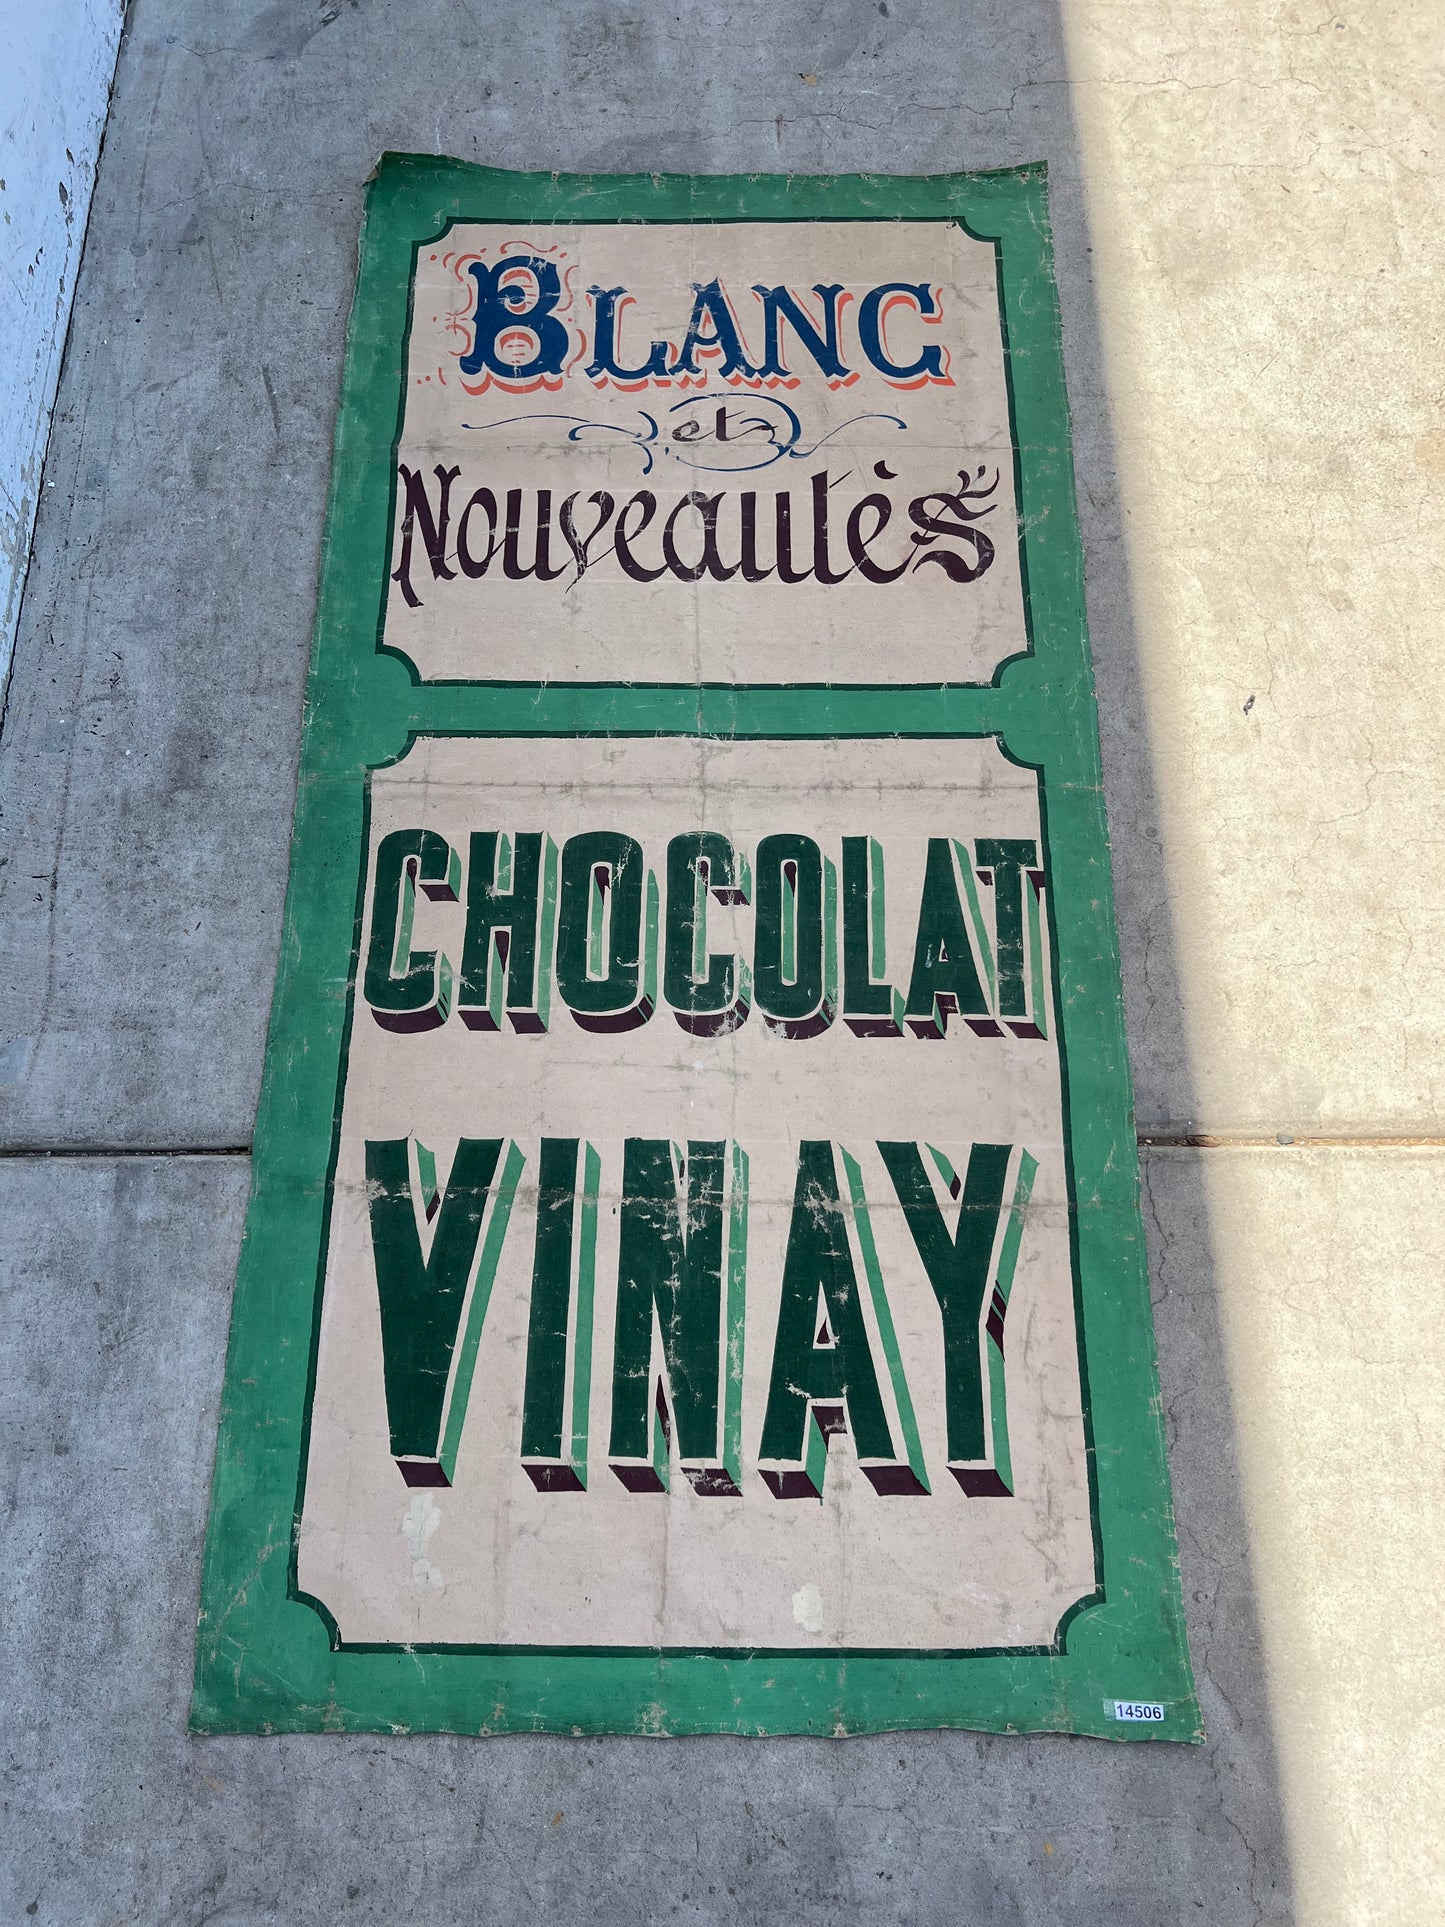 BLANC
et
Nouveautés
CHOCOLAT
VINAY
14506